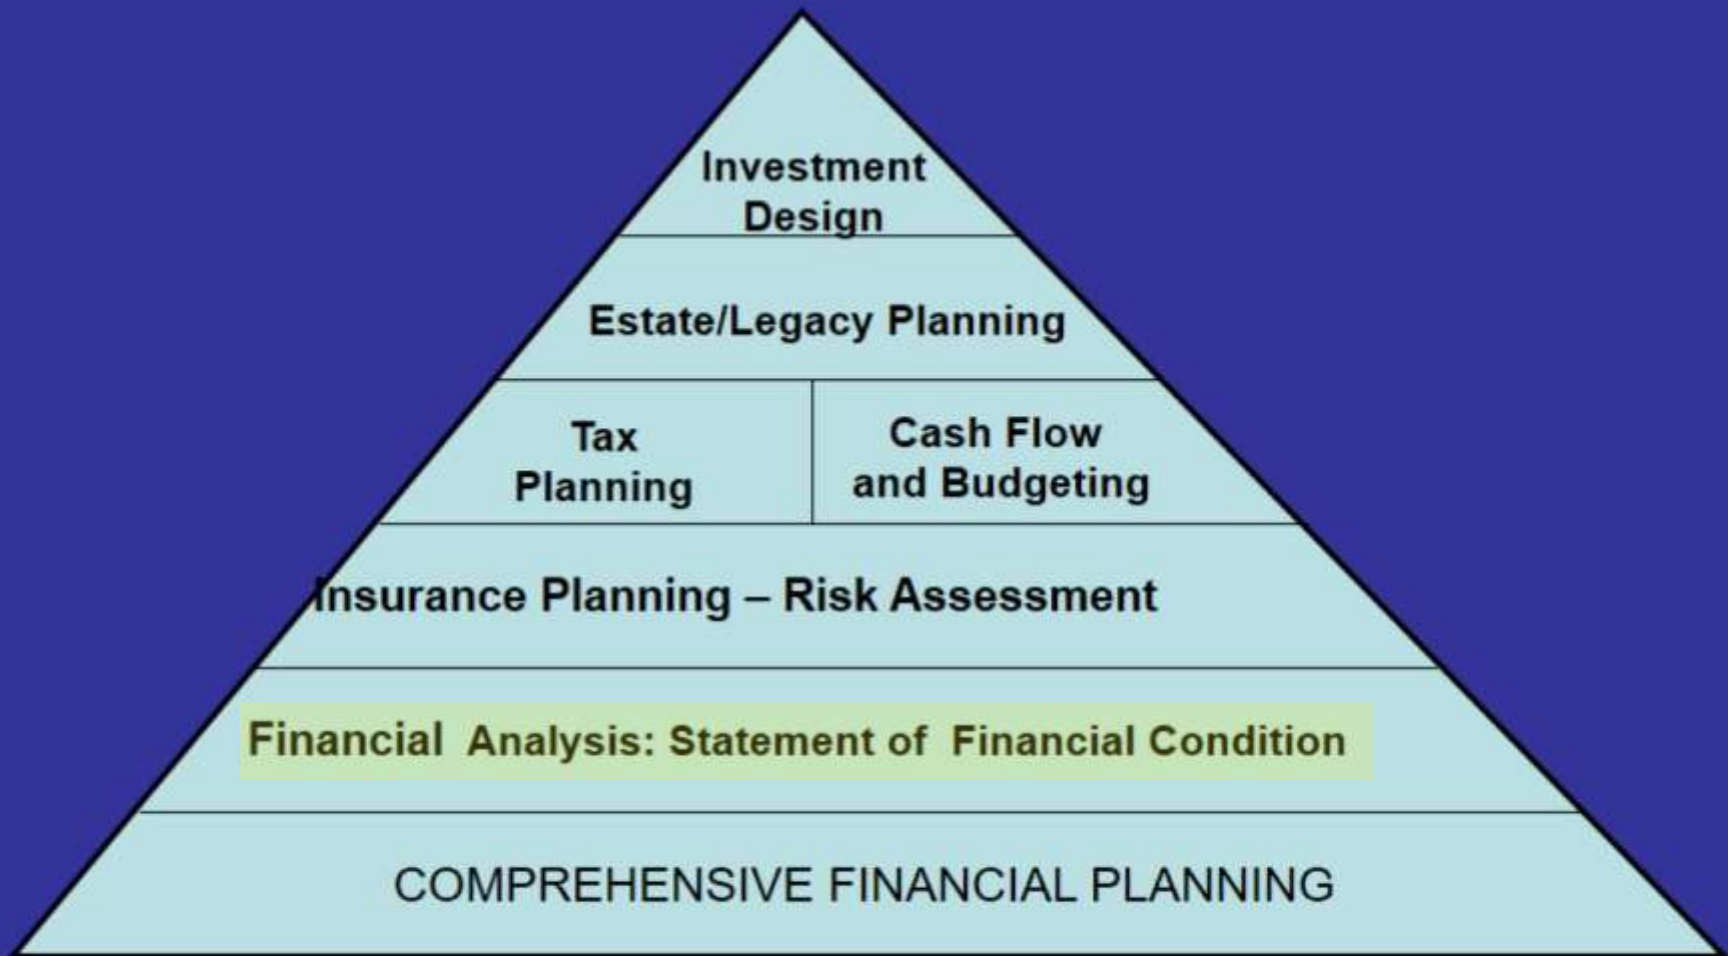 Investment
Design
Estate/Legacy Planning
Tax
Planning
Cash Flow
and Budgeting
Insurance Planning – Risk Assessment
Financial Analysis: Statement of Financial Condition
COMPREHENSIVE FINANCIAL PLANNING